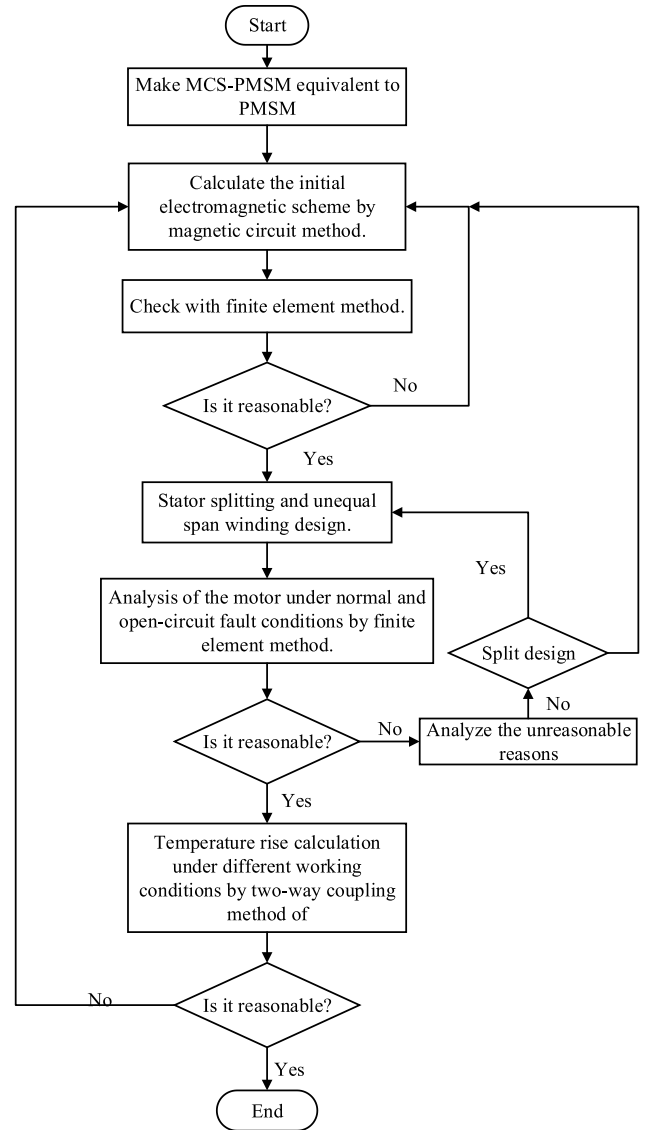 Start
Make MCS-PMSM equivalent to
PMSM
Calculate the initial
electromagnetic scheme by
magnetic circuit method.
Check with finite element method.
Is it reasonable?
No
Yes
Stator splitting and unequal
span winding design.
Yes
Analysis of the motor under normal and
open-circuit fault conditions by finite
element method.
Split design
No
Is it reasonable?
No
Analyze the unreasonable
reasons
Yes
Temperature rise calculation
under different working
conditions by two-way coupling
method of
No
Is it reasonable?
Yes
End